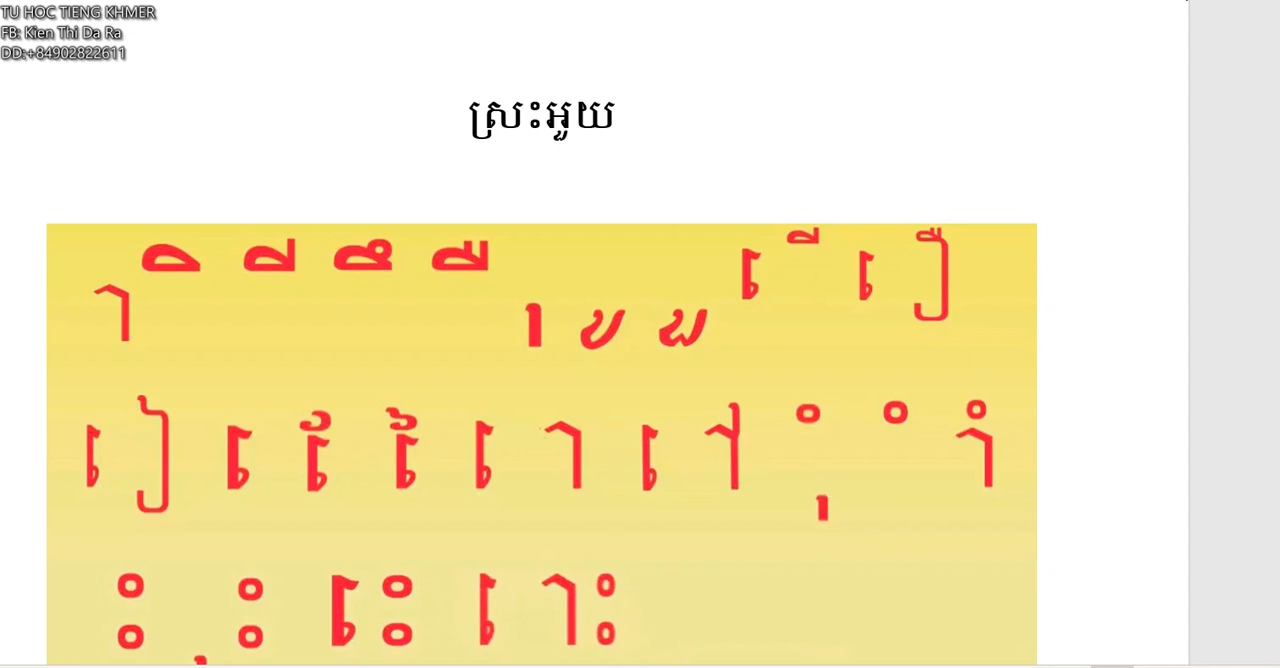 TU HOC TIENG KHMER
FB: Kien Thi Da Ra
DD:+84902822611
ស្រះអួយ
ា ិ ី ឹ ឺ ុ ូ ួ ើ ឿ
ៀ េ ែ ៃ ោ ៅ ុំ ំ ាំ
ះ ុះ េះ ោះ